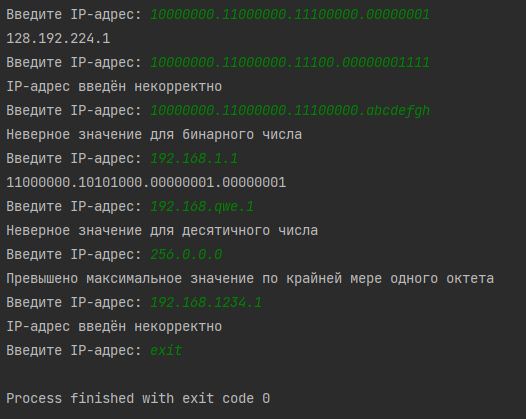 Введите IP-адрес: 10000000.11000000.11100000.00000001
128.192.224.1
Введите IP-адрес: 10000000.11000000.11100.00000001111
IP-адрес введён некорректно
Введите IP-адрес: 10000000.11000000.11100000.abcdefgh
Неверное значение для бинарного числа
Введите IP-адрес: 192.168.1.1
11000000.10101000.00000001.00000001
Введите IP-адрес: 192.168.qwe.1
Неверное значение для десятичного числа
Введите IP-адрес: 256.0.0.0
Превышено максимальное значение по крайней мере одного октета
Введите IP-адрес: 192.168.1234.1
IP-адрес введён некорректно
Введите IP-адрес: exit
Process finished with exit code 0